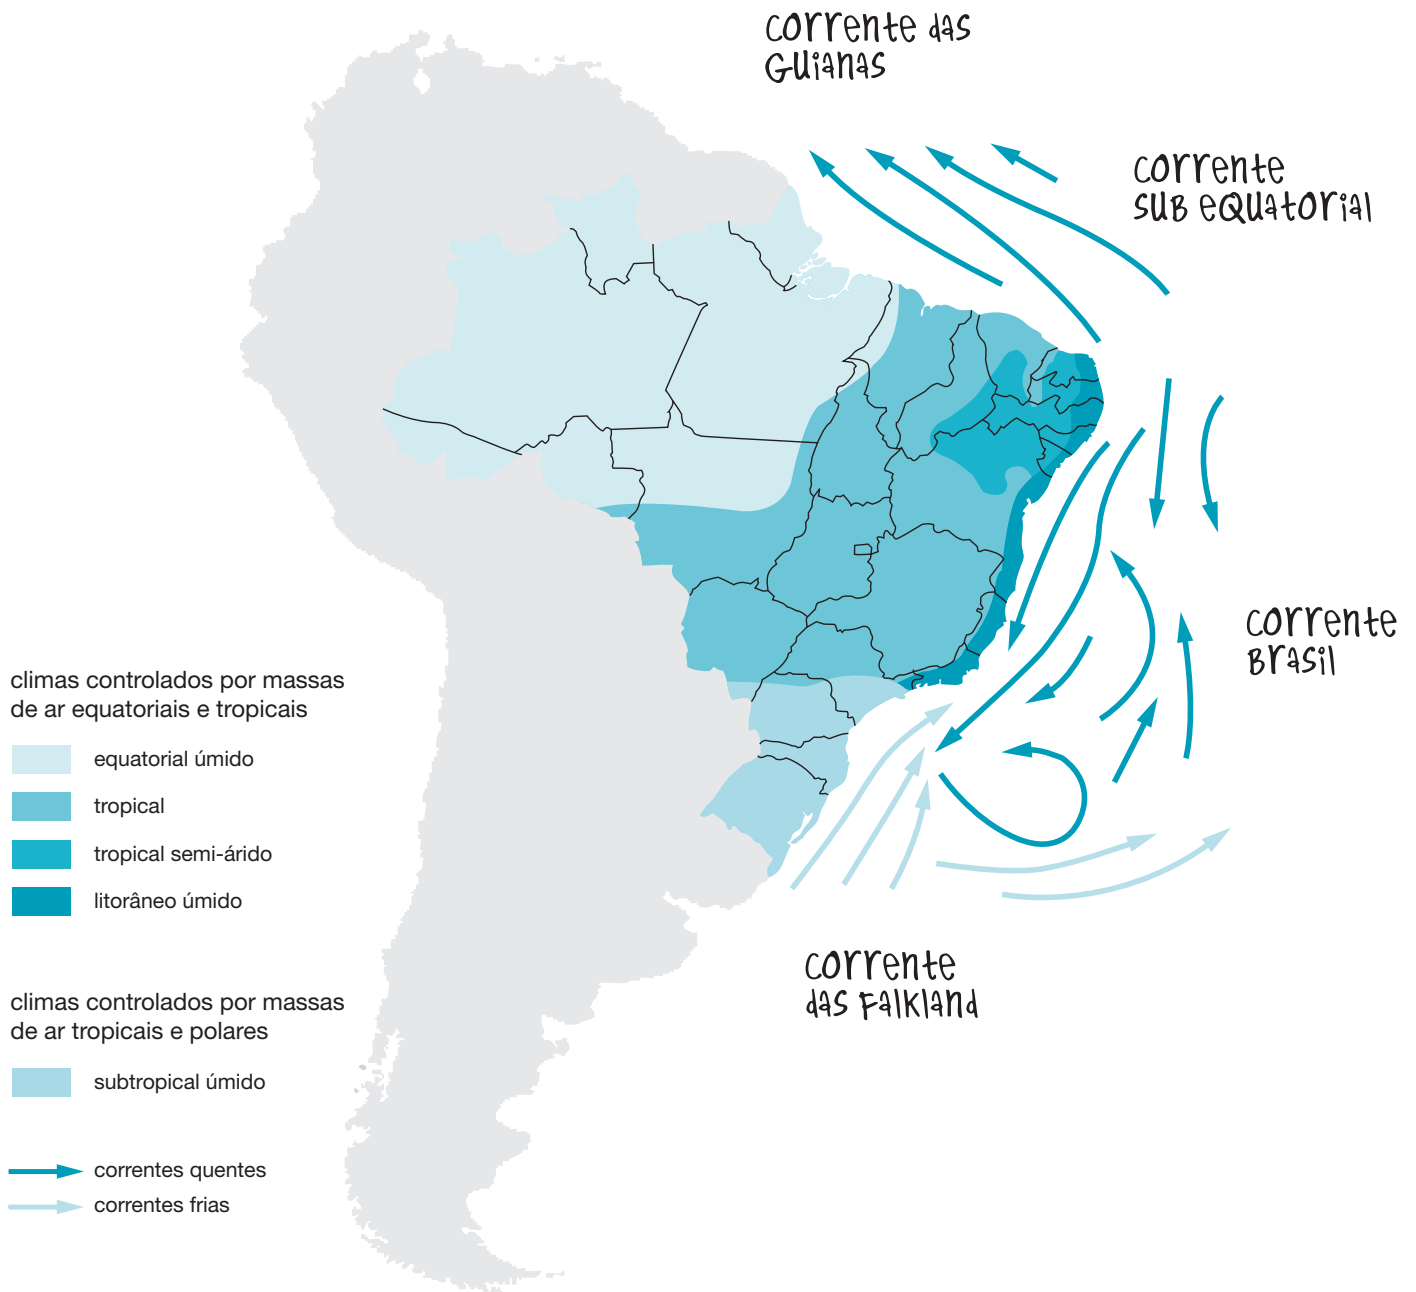 corrente das
Guianas
corrente
sub equatorial
corrente
Brasil
corrente
das Falkland
climas controlados por massas
de ar equatoriais e tropicais
equatorial úmido
tropical
tropical semi-árido
litorâneo úmido
climas controlados por massas
de ar tropicais e polares
subtropical úmido
correntes quentes
correntes frias